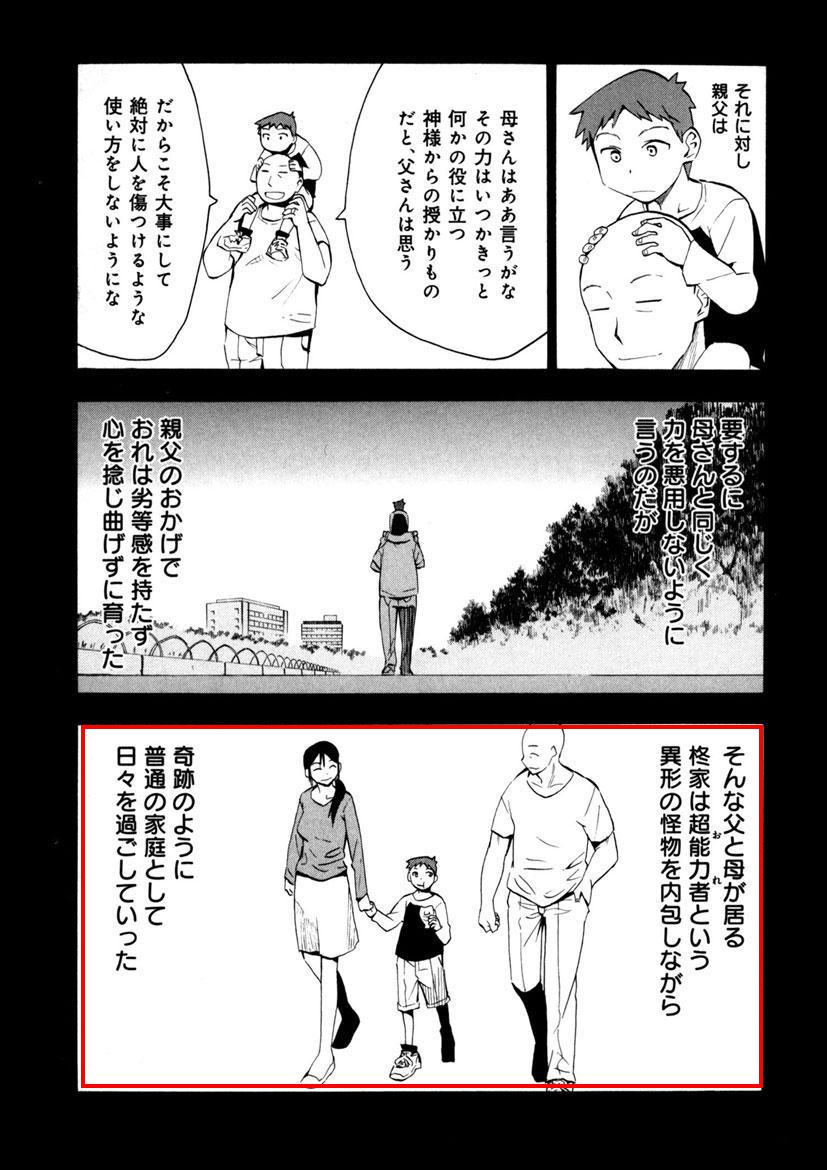 それに対し
親父は
母さんはああ言うがな
その力はいつかきっと
何かの役に立つ
神様からの授かりもの
だと、父さんは思う
だからこそ大事にして
絶対に人を傷つけるような
使い方をしないようにな
要するに
母さんと同じく
力を悪用しないように
言うのだが
親父のおかげで
おれは劣等感を持たず
心を捻じ曲げずに育った
そんな父と母が居る
柊家は超能力者という
おれ
異形の怪物を内包しながら
奇跡のように
普通の家庭として
日々を過ごしていった